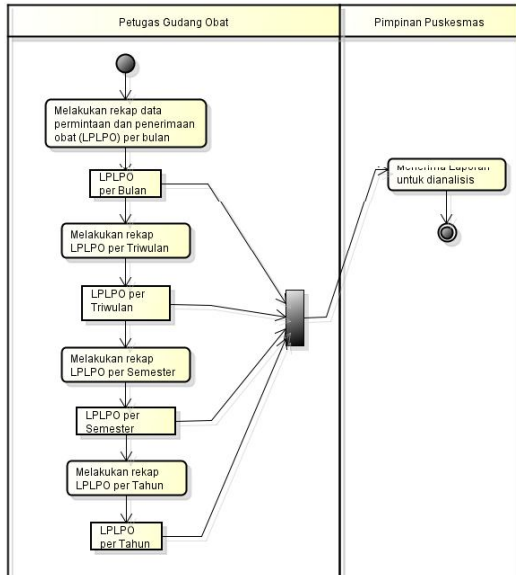 Petugas Gudang Obat
Pimpinan Puskesmas
Melakukan rekap data
permintaan dan penerimaan
obat (LPLPO) per bulan
LPLPO
per Bulan
Melakukan rekap
LPLPO per Triwulan
LPLPO per
Triwulan
Melakukan rekap
LPLPO per Semester
LPLPO per
Semester
Melakukan rekap
LPLPO per Tahun
LPLPO
per Tahun
Menerima Laporan
untuk dianalisis